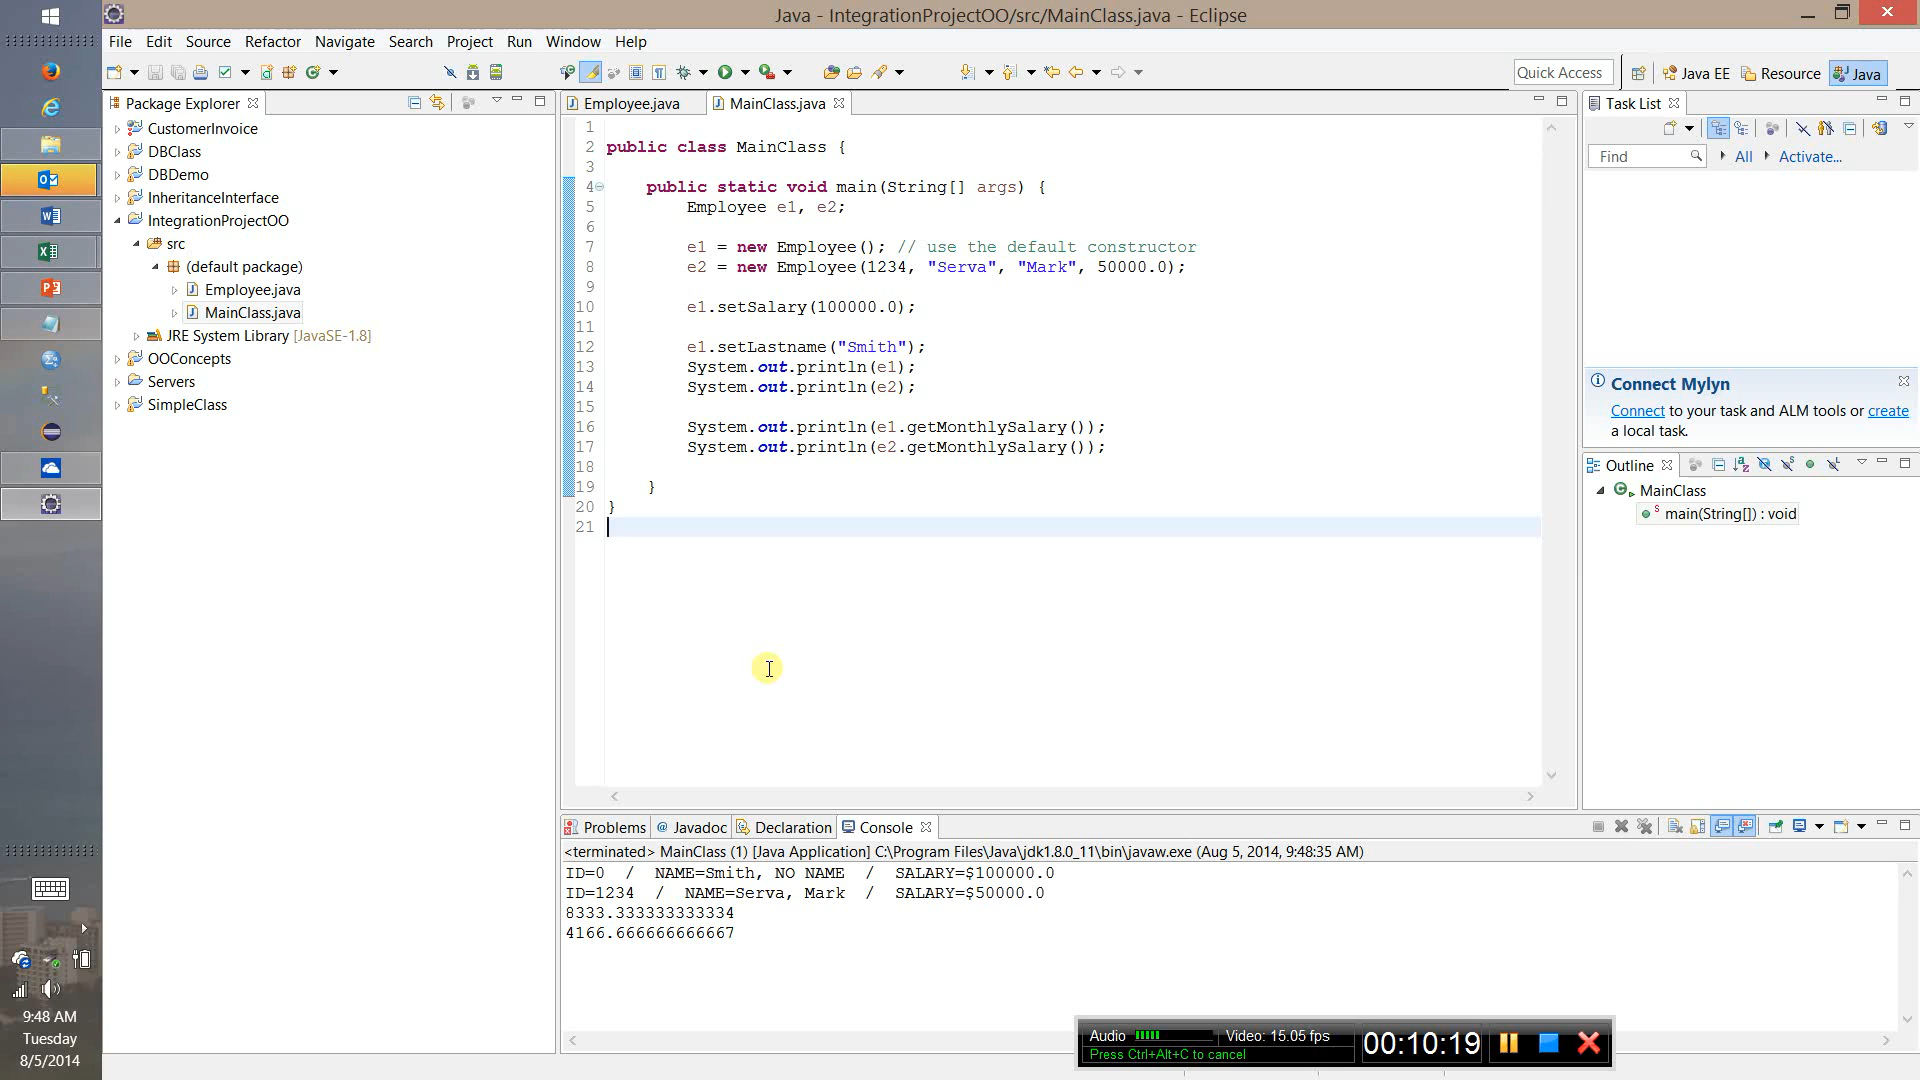 Java - IntegrationProjectOO/src/MainClass.java - Eclipse
File Edit Source Refactor Navigate Search Project Run Window Help
Quick Access
Java EE
Resource
Java
Package Explorer
CustomerInvoice
DBClass
DBDemo
InheritanceInterface
IntegrationProjectOO
src
(default package)
Employee.java
MainClass.java
JRE System Library [JavaSE-1.8]
OOConcepts
Servers
SimpleClass
Employee.java
MainClass.java
1
2 public class MainClass {
3
4 public static void main(String[] args) {
5 Employee e1, e2;
6
7 e1 = new Employee(); // use the default constructor
8 e2 = new Employee(1234, "Serva", "Mark", 50000.0);
9
10 e1.setSalary(100000.0);
11
12 e1.setLastname("Smith");
13 System.out.println(e1);
14 System.out.println(e2);
15
16 System.out.println(e1.getMonthlySalary());
17 System.out.println(e2.getMonthlySalary());
18
19 }
20 }
21
Task List
Find
All
Activate...
Connect Mylyn
Connect to your task and ALM tools or create
a local task.
Outline
MainClass
main(String[]) : void
Problems
@ Javadoc
Declaration
Console
<terminated> MainClass (1) [Java Application] C:\Program Files\Java\jdk1.8.0_11\bin\javaw.exe (Aug 5, 2014, 9:48:35 AM)
ID=0 / NAME=Smith, NO NAME / SALARY=$100000.0
ID=1234 / NAME=Serva, Mark / SALARY=$50000.0
8333.333333333334
4166.666666666667
9:48 AM
Tuesday
8/5/2014
Audio
Video: 15.05 fps
Press Ctrl+Alt+C to cancel
00:10:19